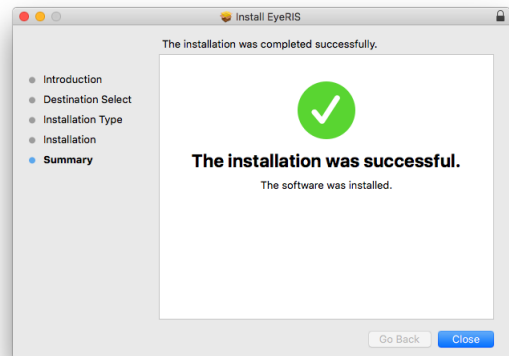 Install EyeRIS
The installation was completed successfully.
Introduction
Destination Select
Installation Type
Installation
Summary
The installation was successful.
The software was installed.
Go Back
Close